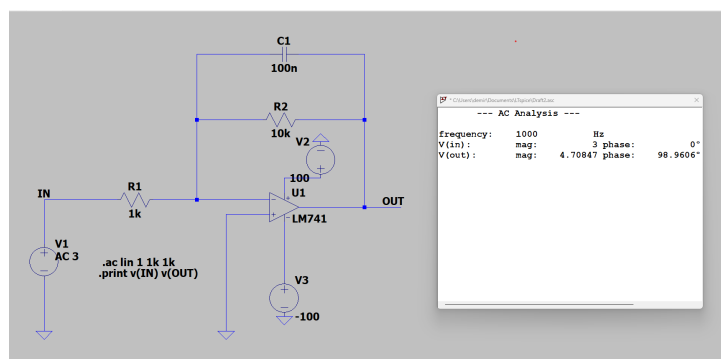 C1
100n
R2
10k
V2
100
U1
LM741
OUT
IN
R1
1k
V1
AC 3
.ac lin 1 1k 1k
.print v(IN) v(OUT)
V3
-100
--- AC Analysis ---
frequency: 1000 Hz
V(in): mag: 3 phase: 0°
V(out): mag: 4.70847 phase: 98.9606°